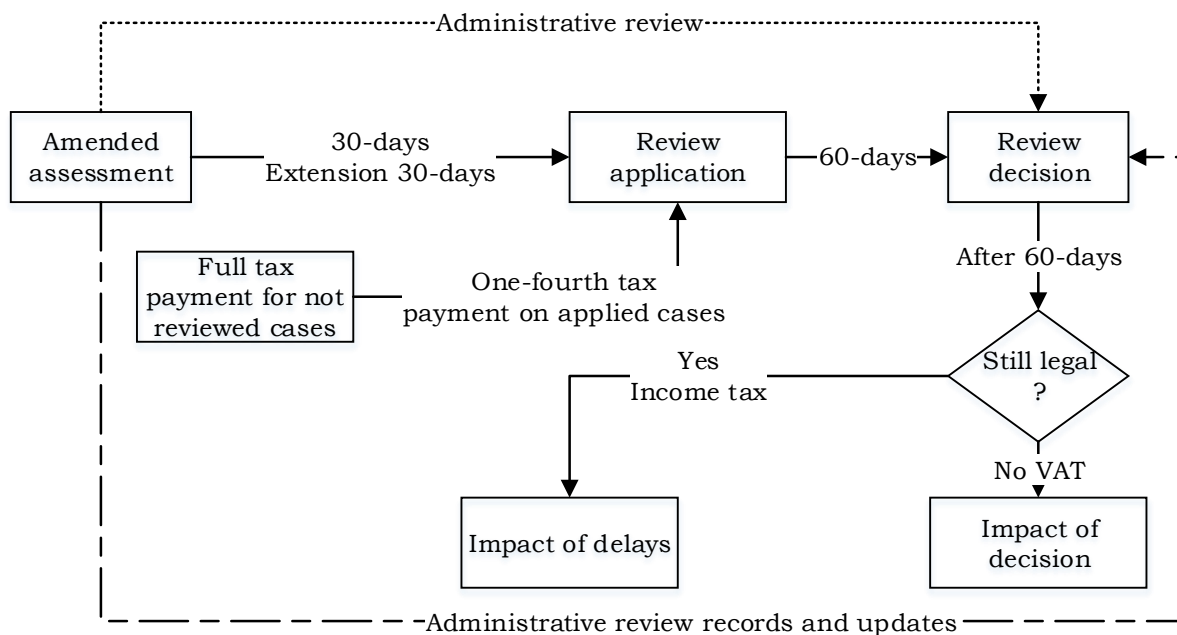 Administrative review
Amended
assessment
30-days
Extension 30-days
Review
application
60-days
Review
decision
Full tax
payment for not
reviewed cases
One-fourth tax
payment on applied cases
After 60-days
Still legal
?
Yes
Income tax
No VAT
Impact of delays
Impact of
decision
Administrative review records and updates